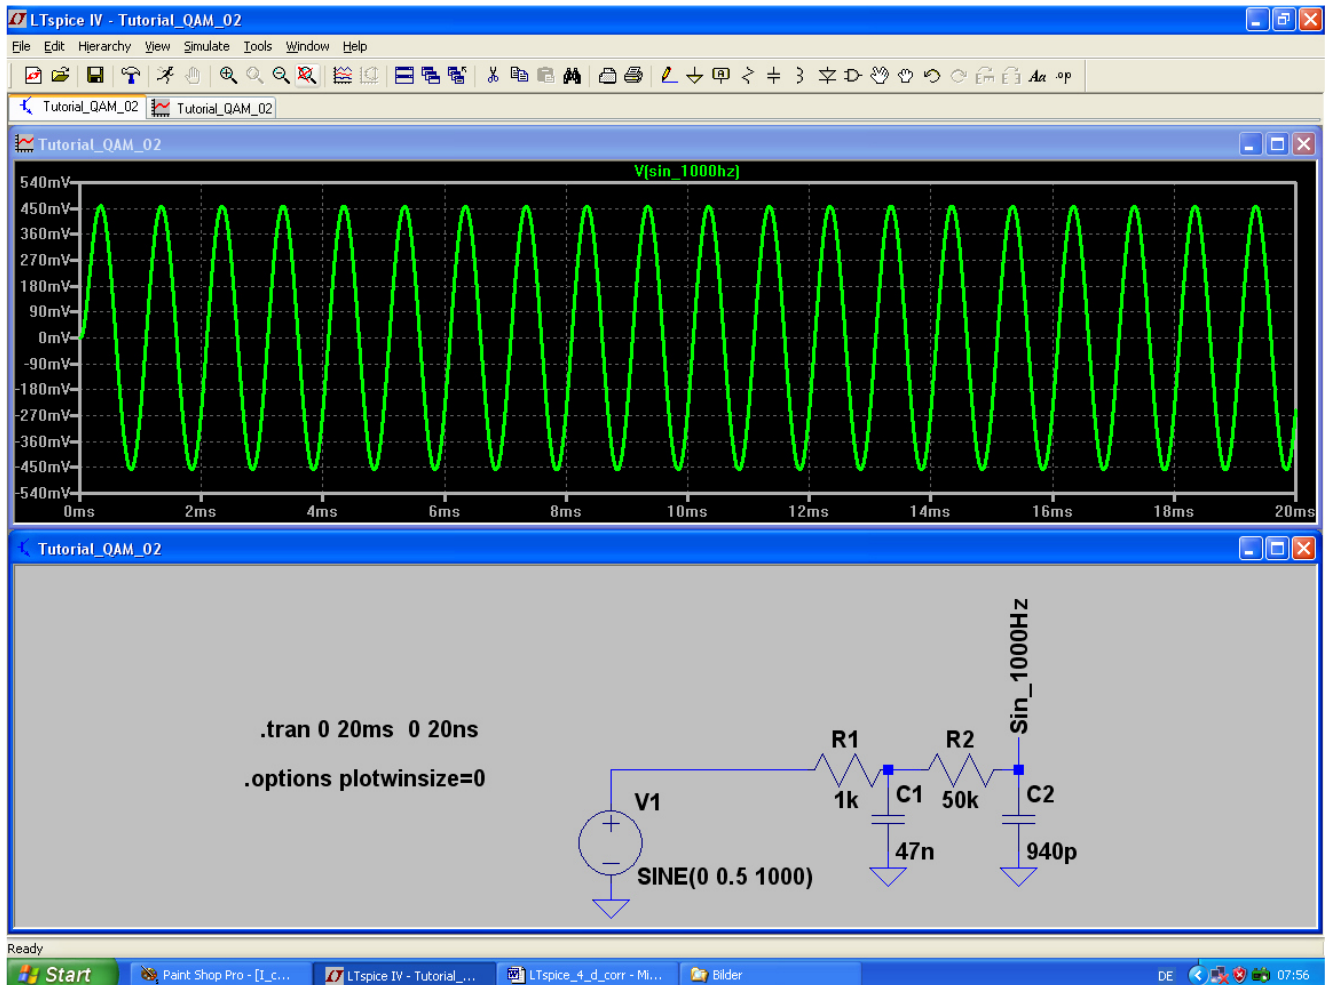 LTspice IV - Tutorial_QAM_02
File Edit Hierarchy View Simulate Tools Window Help
Aa .op
Tutorial_QAM_02 Tutorial_QAM_02
Tutorial_QAM_02
V(sin_1000hz)
540mV
450mV
360mV
270mV
180mV
90mV
0mV
-90mV
-180mV
-270mV
-360mV
-450mV
-540mV
0ms 2ms 4ms 6ms 8ms 10ms 12ms 14ms 16ms 18ms 20ms
Tutorial_QAM_02
Sin_1000Hz
.tran 0 20ms 0 20ns
.options plotwinsize=0
R1 R2
V1 1k C1 50k C2
47n 940p
SINE(0 0.5 1000)
Ready
Start Paint Shop Pro - [I_c... LTspice IV - Tutorial_... LTspice_4_d_corr - Mi... Bilder DE 07:56